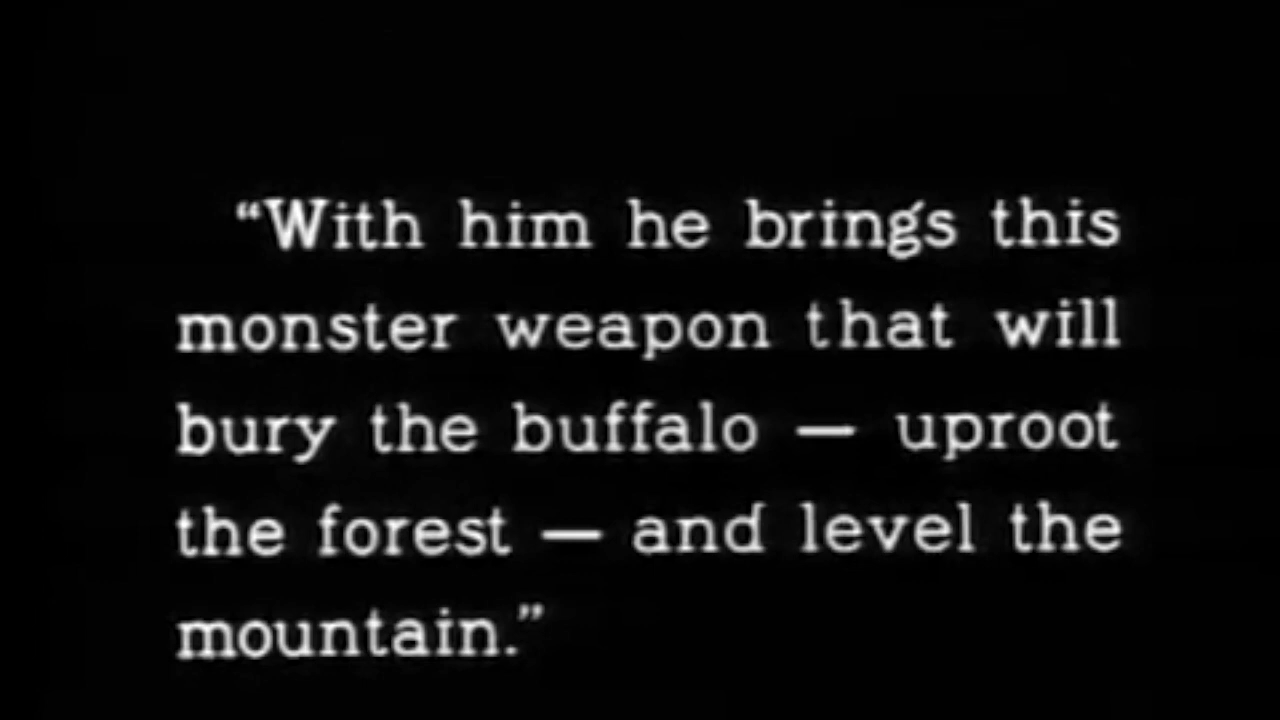 “With him he brings this
monster weapon that will
bury the buffalo — uproot
the forest — and level the
mountain.”